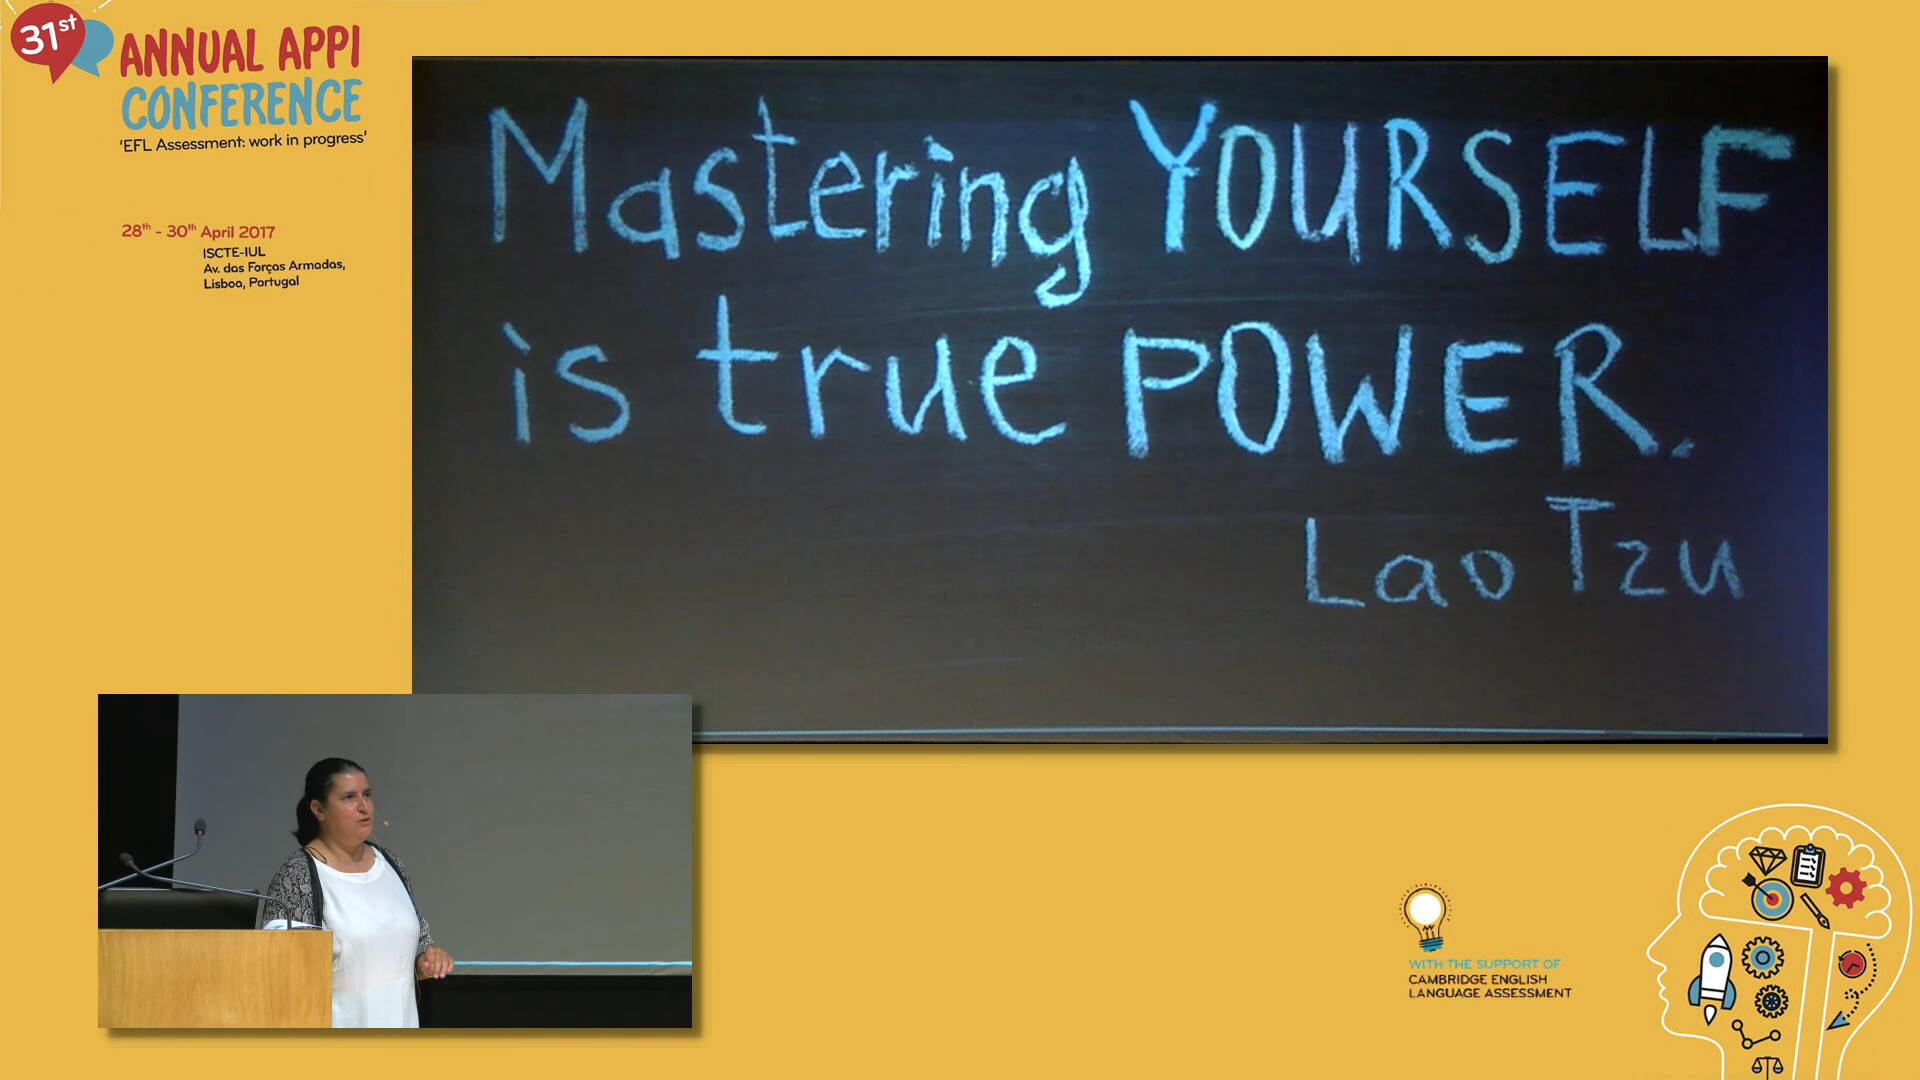 31st
ANNUAL APPI
CONFERENCE
'EFL Assessment: work in progress'
28th - 30th April 2017
ISCTE-IUL
Av. das Forças Armadas,
Lisboa, Portugal
Mastering YOURSELF
is true POWER.
Lao Tzu
WITH THE SUPPORT OF
CAMBRIDGE ENGLISH
LANGUAGE ASSESSMENT